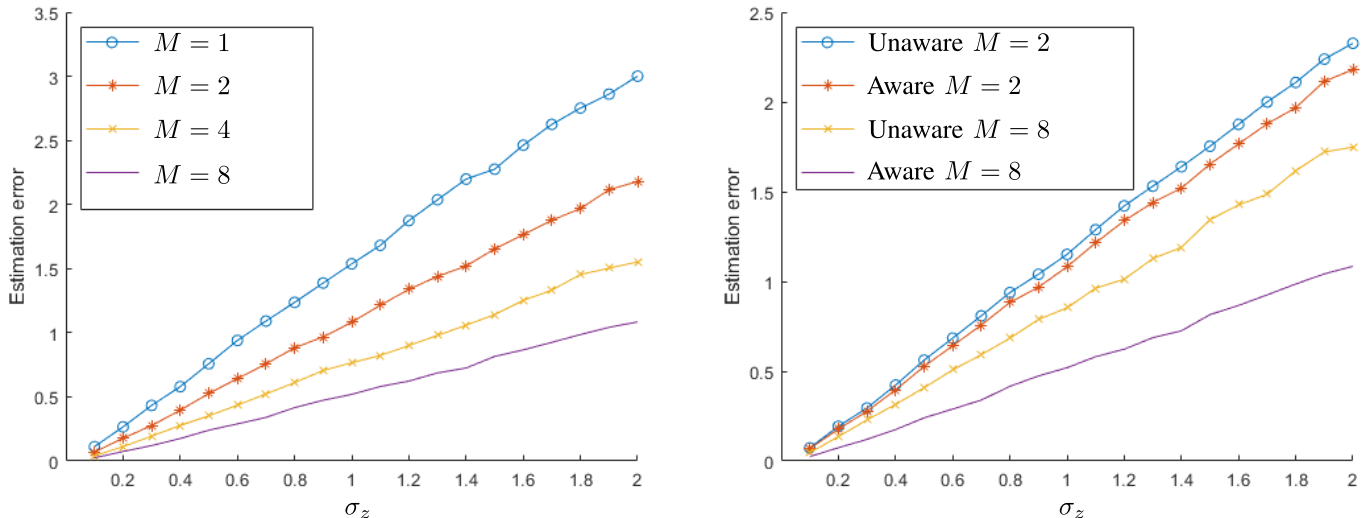 3.5
3
2.5
2
1.5
1
0.5
0
Estimation error
M = 1
M = 2
M = 4
M = 8
0.2 0.4 0.6 0.8 1 1.2 1.4 1.6 1.8 2
σz
2.5
2
1.5
1
0.5
0
Estimation error
Unaware M = 2
Aware M = 2
Unaware M = 8
Aware M = 8
0.2 0.4 0.6 0.8 1 1.2 1.4 1.6 1.8 2
σz